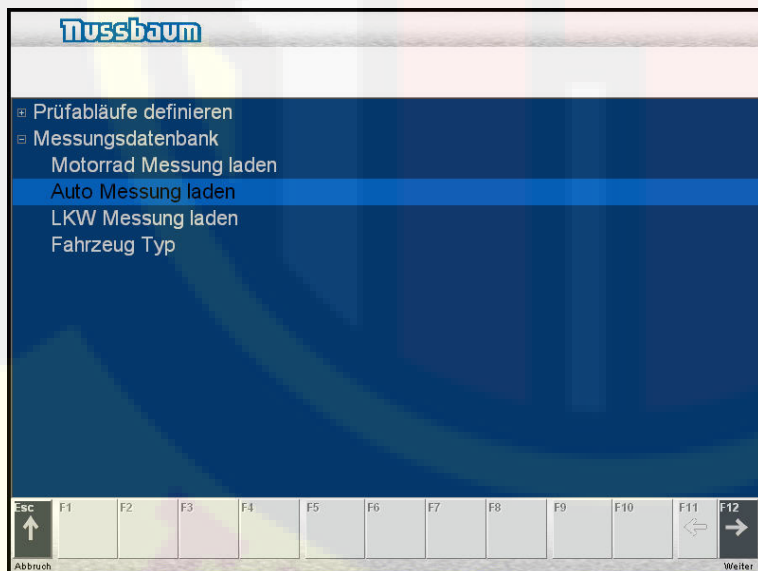 Nussbaum
Prüfabläufe definieren
Messungsdatenbank
Motorrad Messung laden
Auto Messung laden
LKW Messung laden
Fahrzeug Typ
Esc F1 F2 F3 F4 F5 F6 F7 F8 F9 F10 F11 F12
Abbruch Weiter